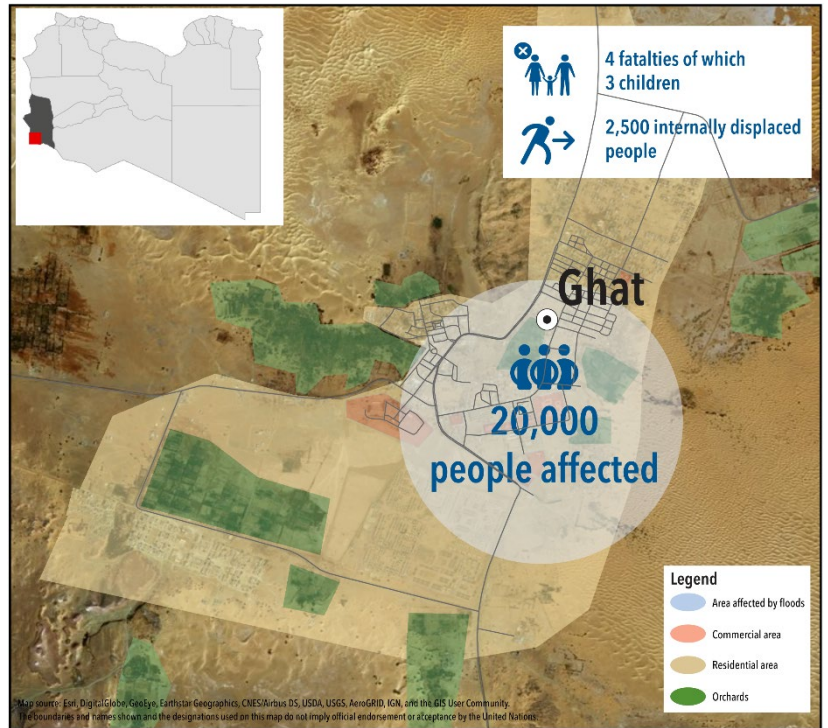 4 fatalties of which
3 children
2,500 internally displaced
people
Ghat
20,000
people affected
Legend
Area affected by floods
Commercial area
Residential area
Orchards
Map source: Esri, DigitalGlobe, GeoEye, Earthstar Geographics, CNES/Airbus DS, USDA, USGS, AeroGRID, IGN, and the GIS User Community.
The boundaries and names shown and the designations used on this map do not imply official endorsement or acceptance by the United Nations.